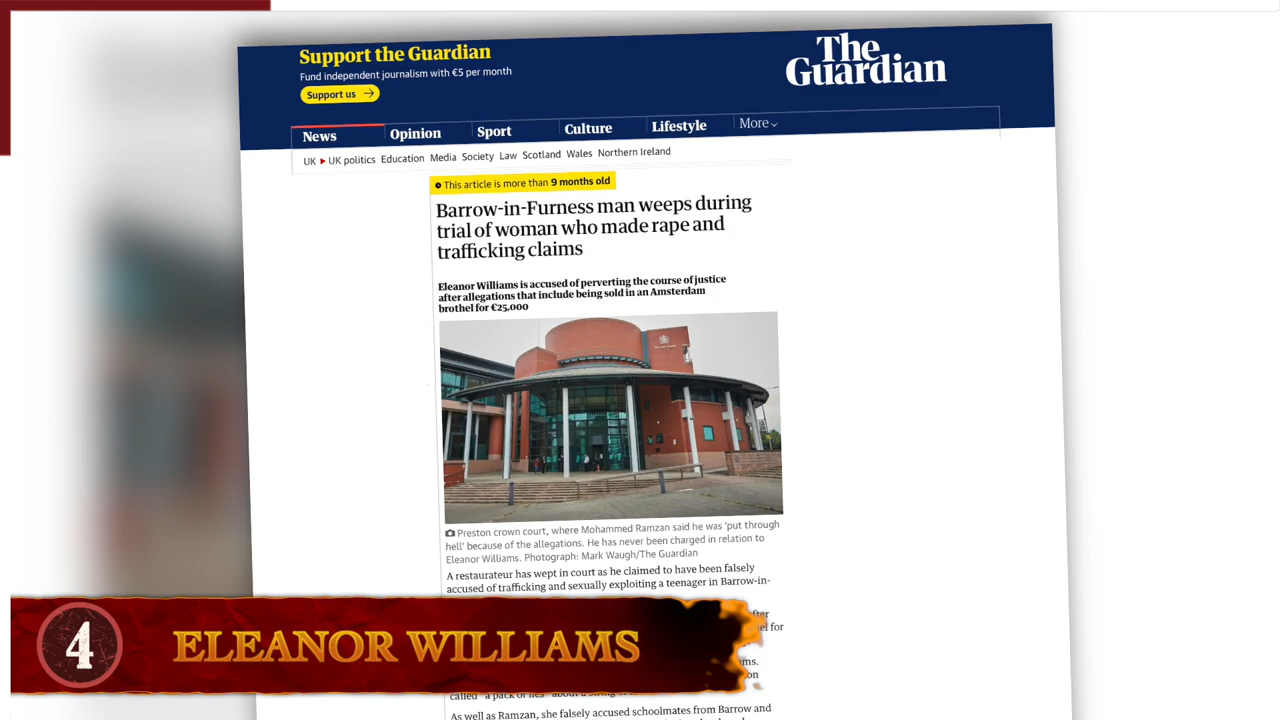 Support the Guardian
Fund independent journalism with €5 per month
Support us
The
Guardian
News
Opinion
Sport
Culture
Lifestyle
More
UK
UK politics
Education
Media
Society
Law
Scotland
Wales
Northern Ireland
This article is more than 9 months old
Barrow-in-Furness man weeps during
trial of woman who made rape and
trafficking claims
Eleanor Williams is accused of perverting the course of justice
after allegations that include being sold in an Amsterdam
brothel for €25,000
Preston crown court, where Mohammed Ramzan said he was 'put through
hell' because of the allegations. He has never been charged in relation to
Eleanor Williams. Photograph: Mark Waugh/The Guardian
A restaurateur has wept in court as he claimed to have been falsely
accused of trafficking and sexually exploiting a teenager in Barrow-in-
for
4
ELEANOR WILLIAMS
on
called "a pack of lies" about a
As well as Ramzan, she falsely accused schoolmates from Barrow and